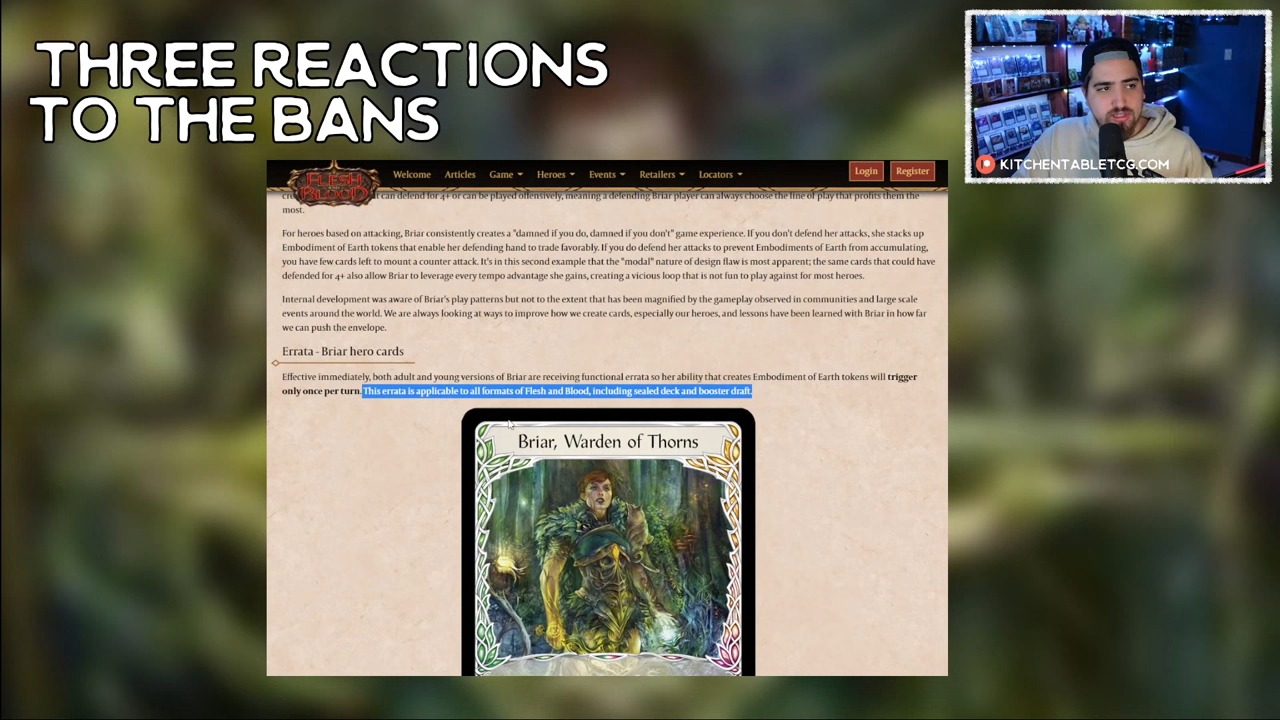 THREE REACTIONS
TO THE BANS
KITCHENTABLETCG.COM
FLESH
BLOOD
Welcome Articles Game Heroes Events Retailers Locators Login Register
can defend for 4+ or can be played offensively, meaning a defending Briar player can always choose the line of play that profits them the
most.
For heroes based on attacking, Briar consistently creates a "damned if you do, damned if you don't" game experience. If you don't defend her attacks, she stacks up
Embodiment of Earth tokens that enable her defending hand to trade favorably. If you do defend her attacks to prevent Embodiments of Earth from accumulating,
you have few cards left to mount a counter attack. It's in this second example that the "modal" nature of design flaw is most apparent; the same cards that could have
defended for 4+ also allow Briar to leverage every tempo advantage she gains, creating a vicious loop that is not fun to play against for most heroes.
Internal development was aware of Briar's play patterns but not to the extent that has been magnified by the gameplay observed in communities and large scale
events around the world. We are always looking at ways to improve how we create cards, especially our heroes, and lessons have been learned with Briar in how far
we can push the envelope.
Errata - Briar hero cards
Effective immediately, both adult and young versions of Briar are receiving functional errata so her ability that creates Embodiment of Earth tokens will trigger
only once per turn. This errata is applicable to all formats of Flesh and Blood, including sealed deck and booster draft.
Briar, Warden of Thorns